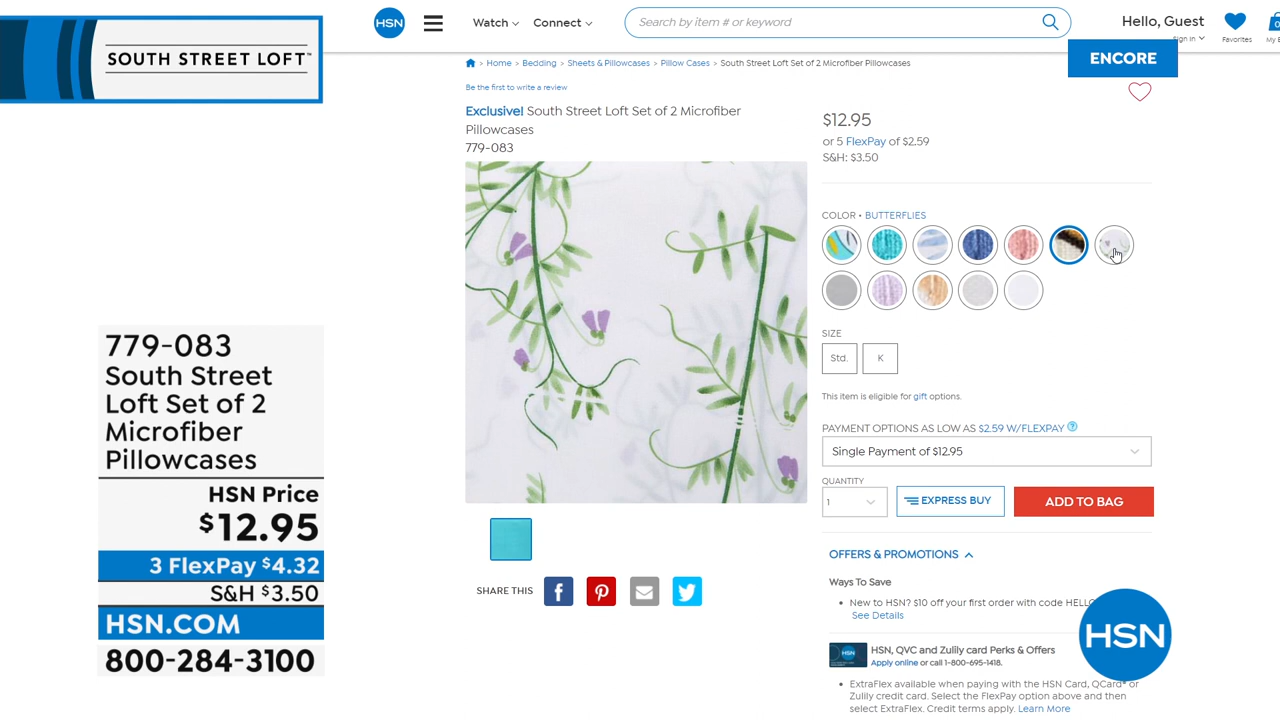 SOUTH STREET LOFT™
779-083
South Street
Loft Set of 2
Microfiber
Pillowcases
HSN Price
$12.95
3 FlexPay $4.32
S&H $3.50
HSN.COM
800-284-3100
HSN
Watch
Connect
Search by item # or keyword
Hello, Guest
Sign In
Favorites
0
ENCORE
> Home > Bedding > Sheets & Pillowcases > Pillow Cases > South Street Loft Set of 2 Microfiber Pillowcases
Be the first to write a review
Exclusive! South Street Loft Set of 2 Microfiber
Pillowcases
779-083
SHARE THIS
$12.95
or 5 FlexPay of $2.59
S&H: $3.50
COLOR • BUTTERFLIES
SIZE
Std.
K
This item is eligible for gift options.
PAYMENT OPTIONS AS LOW AS $2.59 W/FLEXPAY ?
Single Payment of $12.95
QUANTITY
1
EXPRESS BUY
ADD TO BAG
OFFERS & PROMOTIONS
Ways To Save
• New to HSN? $10 off your first order with code
See Details
HSN, QVC and Zulily card Perks & Offers
Apply online or call 1-800-695-1418.
• ExtraFlex available when paying with the HSN Card, QCard® or
Zulily credit card. Select the FlexPay option above and then
select ExtraFlex. Credit terms apply. Learn More
HSN